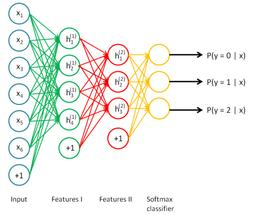 x₁
x₂
x₃
x₄
x₅
x₆
+1
h₁⁽¹⁾
h₂⁽¹⁾
h₃⁽¹⁾
h₄⁽¹⁾
+1
h₁⁽²⁾
h₂⁽²⁾
h₃⁽²⁾
+1
P(y = 0 | x)
P(y = 1 | x)
P(y = 2 | x)
Input
Features I
Features II
Softmax
classifier